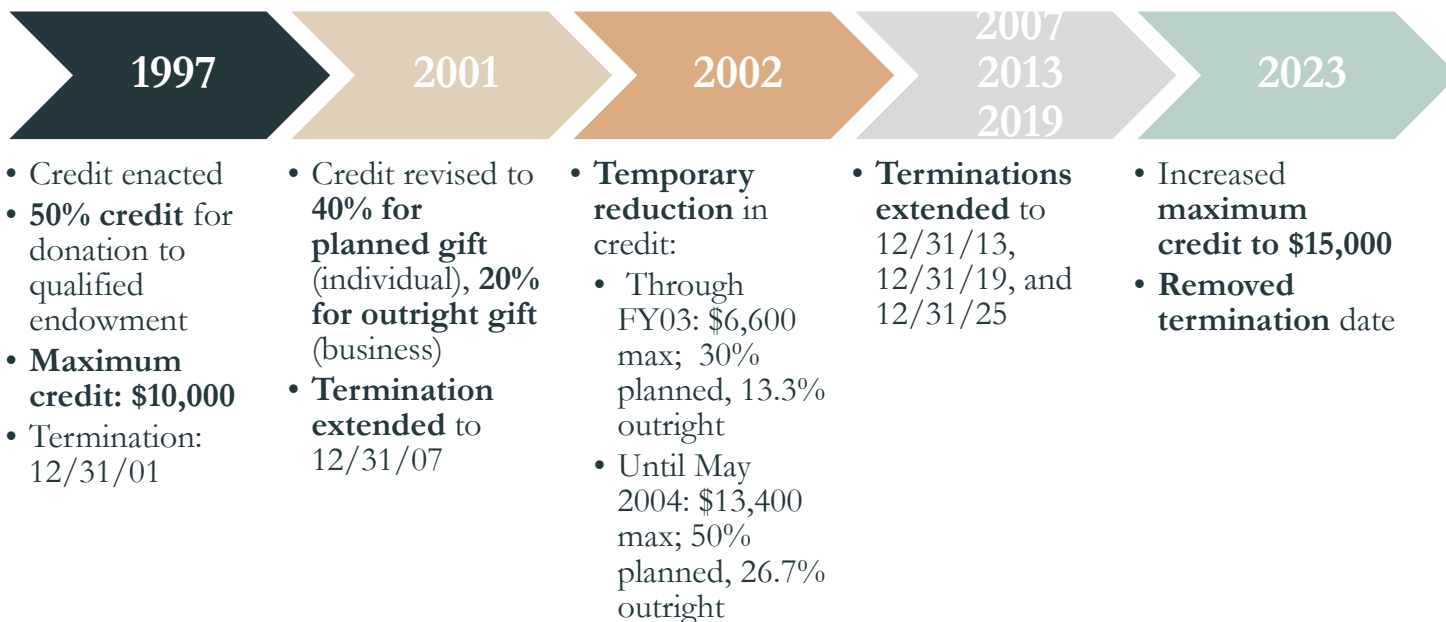 1997
• Credit enacted
• 50% credit for
donation to
qualified
endowment
• Maximum
credit: $10,000
• Termination:
12/31/01
2001
• Credit revised to
40% for
planned gift
(individual), 20%
for outright gift
(business)
• Termination
extended to
12/31/07
2002
• Temporary
reduction in
credit:
• Through
FY03: $6,600
max; 30%
planned, 13.3%
outright
• Until May
2004: $13,400
max; 50%
planned, 26.7%
outright
2007
2013
2019
• Terminations
extended to
12/31/13,
12/31/19, and
12/31/25
2023
• Increased
maximum
credit to $15,000
• Removed
termination date